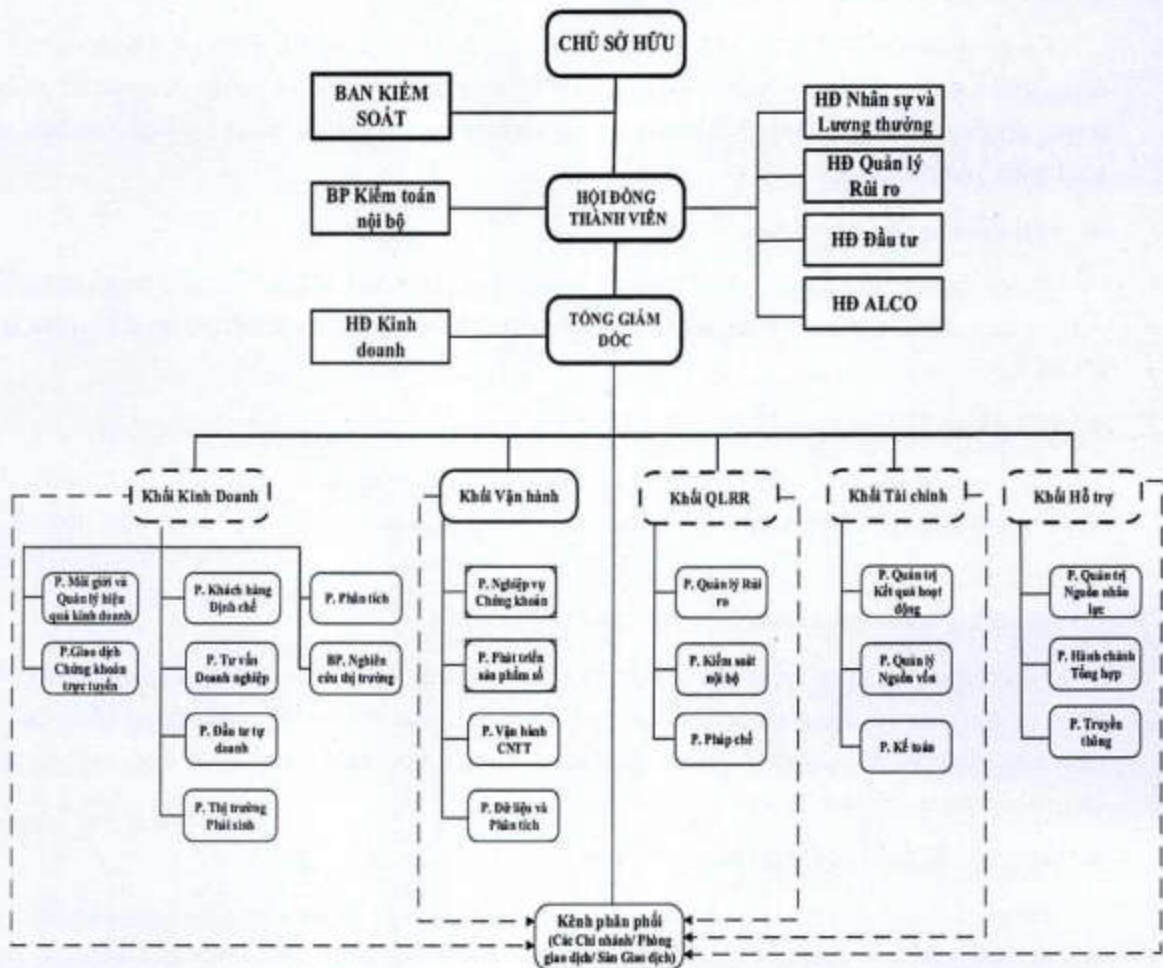 CHỦ SỞ HỮU
BAN KIỂM
SOÁT
HĐ Nhân sự và
Lương thưởng
HĐ Quản lý
Rủi ro
BP Kiểm toán
nội bộ
HỘI ĐỒNG
THÀNH VIÊN
HĐ Đầu tư
HĐ ALCO
HĐ Kinh
doanh
TỔNG GIÁM
ĐỐC
Khối Kinh Doanh
Khối Vận hành
Khối QLRR
Khối Tài chính
Khối Hỗ trợ
P. Môi giới và
Quản lý hiệu
quả kinh doanh
P.Giao dịch
Chứng khoán
trực tuyến
P. Khách hàng
Định chế
P. Tư vấn
Doanh nghiệp
P. Đầu tư tự
doanh
P. Thị trường
Phái sinh
P. Phân tích
BP. Nghiên
cứu thị trường
P. Nghiệp vụ
Chứng khoán
P. Phát triển
sản phẩm số
P. Vận hành
CNTT
P. Dữ liệu và
Phân tích
P. Quản lý Rủi
ro
P. Kiểm soát
nội bộ
P. Pháp chế
P. Quản trị
Kết quả hoạt
động
P. Quản lý
Nguồn vốn
P. Kế toán
P. Quản trị
Nguồn nhân
lực
P. Hành chánh
Tổng hợp
P. Truyền
thông
Kênh phân phối
(Các Chi nhánh/ Phòng
giao dịch/ Sàn Giao dịch)